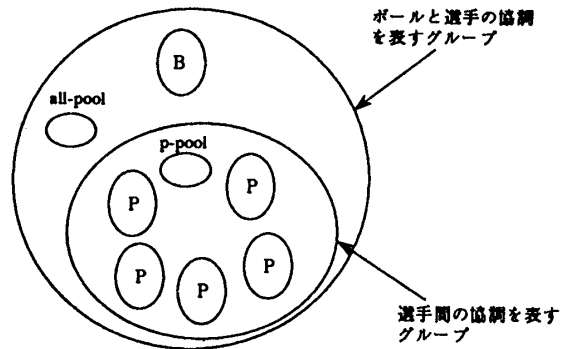 ボールと選手の協調
を表すグループ
B
all-pool
p-pool
P
P
P
P
P
選手間の協調を表す
グループ